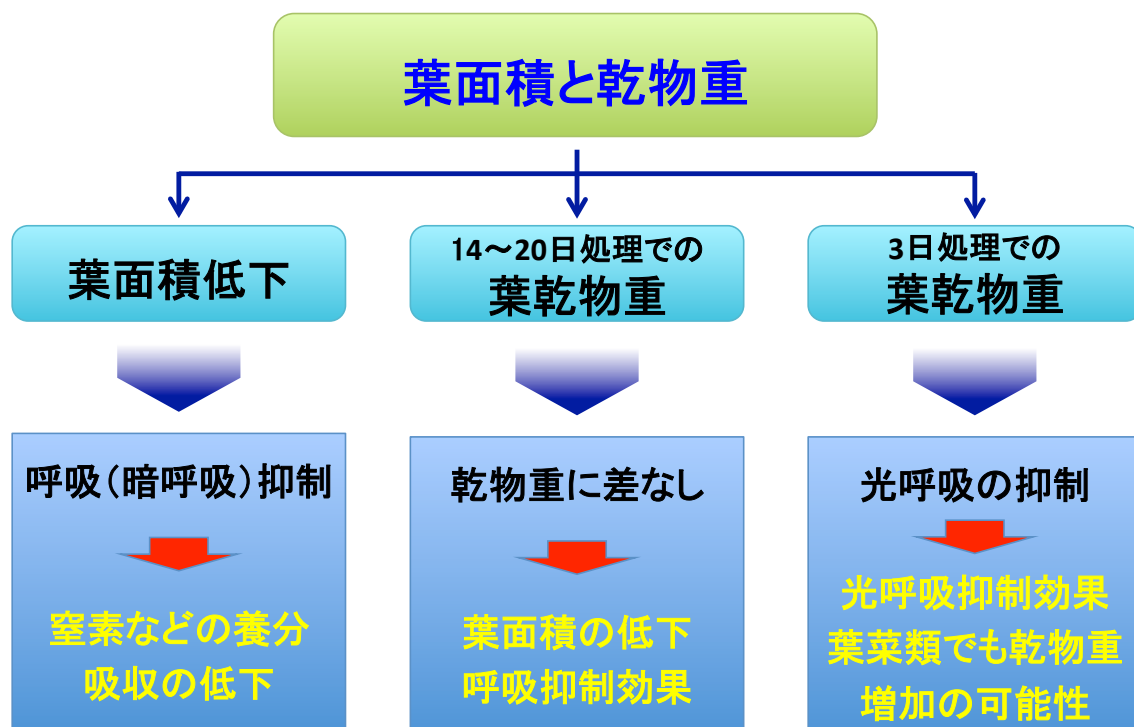 葉面積と乾物重
葉面積低下
14～20日処理での
葉乾物重
3日処理での
葉乾物重
呼吸（暗呼吸）抑制
窒素などの養分
吸収の低下
乾物重に差なし
葉面積の低下
呼吸抑制効果
光呼吸の抑制
光呼吸抑制効果
葉菜類でも乾物重
増加の可能性